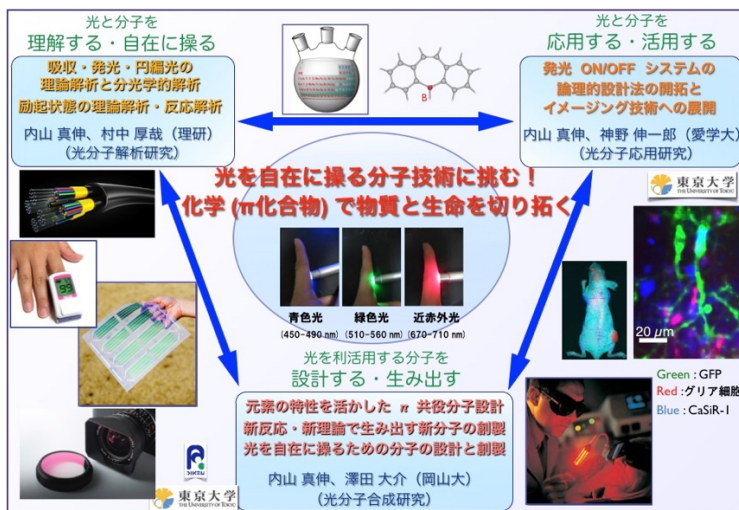 光と分子を
理解する・自在に操る
吸収・発光・円偏光の
理論解析と分光学的解析
励起状態の理論解析・反応解析
内山 真伸、村中 厚哉（理研）
（光分子解析研究）
B
光と分子を
応用する・活用する
発光 ON/OFF システムの
論理的設計法の開拓と
イメージング技術への展開
内山 真伸、神野 伸一郎（愛学大）
（光分子応用研究）
東京大学
THE UNIVERSITY OF TOKYO
光を自在に操る分子技術に挑む！
化学 (π化合物) で物質と生命を切り拓く
青色光
(450-490 nm)
緑色光
(510-560 nm)
近赤外光
(670-710 nm)
99
20 μm
Green : GFP
Red : グリア細胞
Blue : CaSiR-1
光を利活用する分子を
設計する・生み出す
元素の特性を活かした π 共役分子設計
新反応・新理論で生み出す新分子の創製
光を自在に操るための分子の設計と創製
内山 真伸、澤田 大介（岡山大）
（光分子合成研究）
RIKEN
東京大学
THE UNIVERSITY OF TOKYO